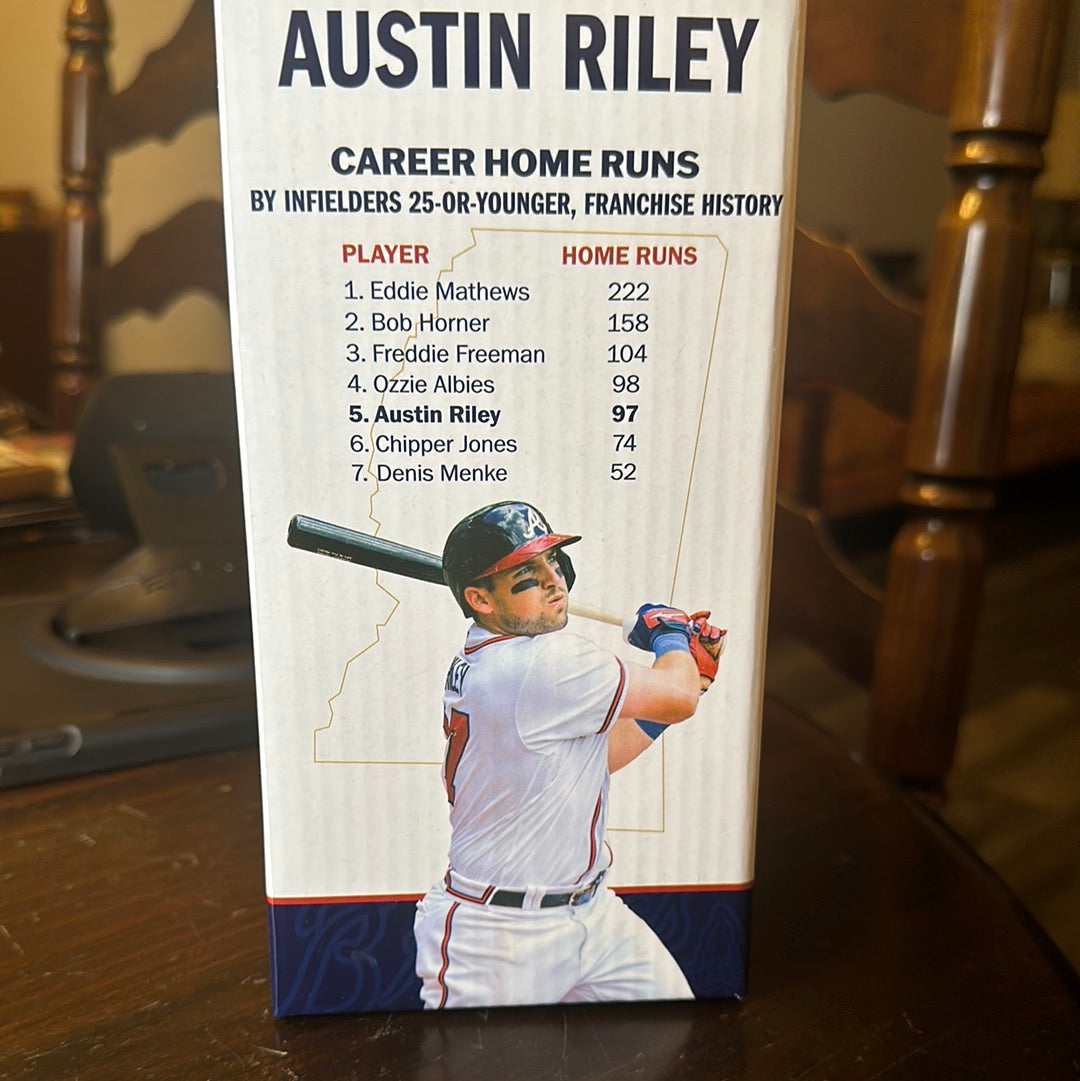 AUSTIN RILEY
CAREER HOME RUNS
BY INFIELDERS 25-OR-YOUNGER, FRANCHISE HISTORY
PLAYER HOME RUNS
1. Eddie Mathews 222
2. Bob Horner 158
3. Freddie Freeman 104
4. Ozzie Albies 98
5. Austin Riley 97
6. Chipper Jones 74
7. Denis Menke 52
A